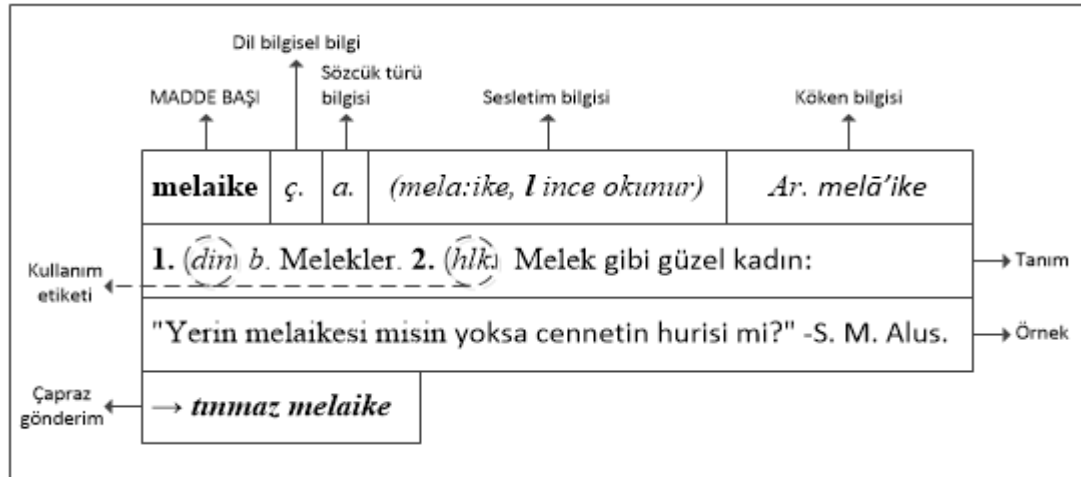 Dil bilgisel bilgi
Sözcük türü
bilgisi
MADDE BAŞI
Sesletim bilgisi
Köken bilgisi
melaike ç. a. (mela:ike, l ince okunur) Ar. melā'ike
1. (din) b. Melekler. 2. (hlk.) Melek gibi güzel kadın:
Kullanım
etiketi
Tanım
"Yerin melaikesi misin yoksa cennetin hurisi mi?" -S. M. Alus.
Örnek
Çapraz
gönderim
→ tınmaz melaike